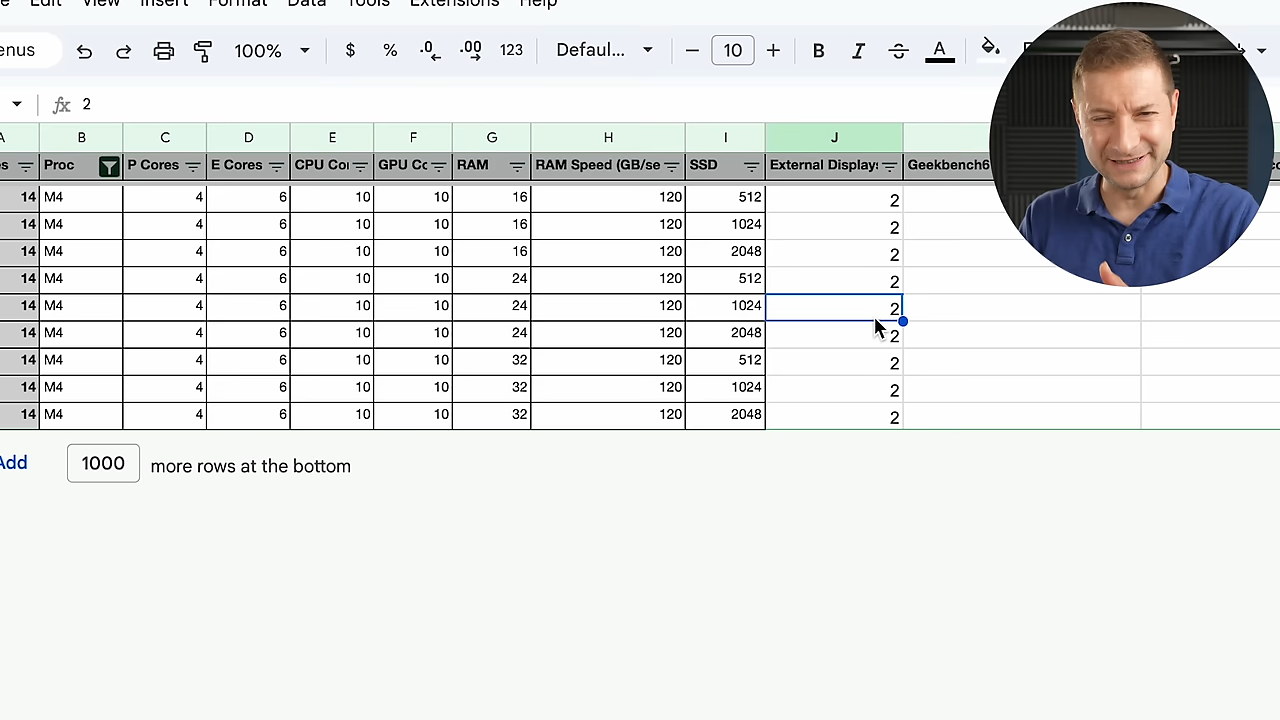 e Edit View Insert Format Data Tools Extensions Help
enus 100% $ % .0 .00 123 Defaul... 10 B I S A
fx 2
A B C D E F G H I J
es Proc P Cores E Cores CPU Col GPU Cc RAM RAM Speed (GB/se SSD External Displays Geekbench6
14 M4 4 6 10 10 16 120 512 2
14 M4 4 6 10 10 16 120 1024 2
14 M4 4 6 10 10 16 120 2048 2
14 M4 4 6 10 10 24 120 512 2
14 M4 4 6 10 10 24 120 1024 2
14 M4 4 6 10 10 24 120 2048 2
14 M4 4 6 10 10 32 120 512 2
14 M4 4 6 10 10 32 120 1024 2
14 M4 4 6 10 10 32 120 2048 2
Add 1000 more rows at the bottom